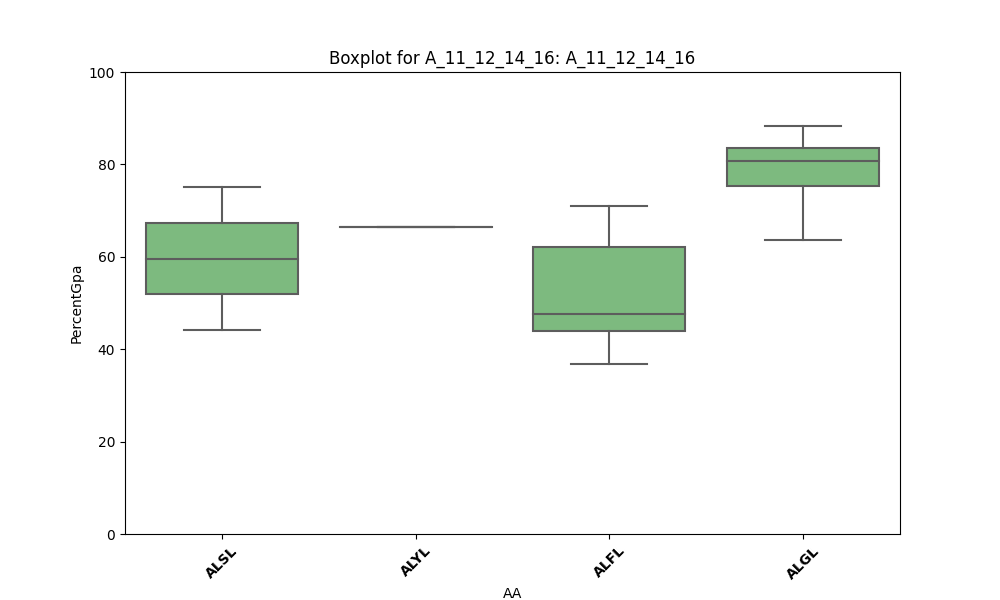 Boxplot for A_11_12_14_16: A_11_12_14_16
100
80
60
40
20
0
PercentGpa
ALSL
ALYL
ALFL
ALGL
AA